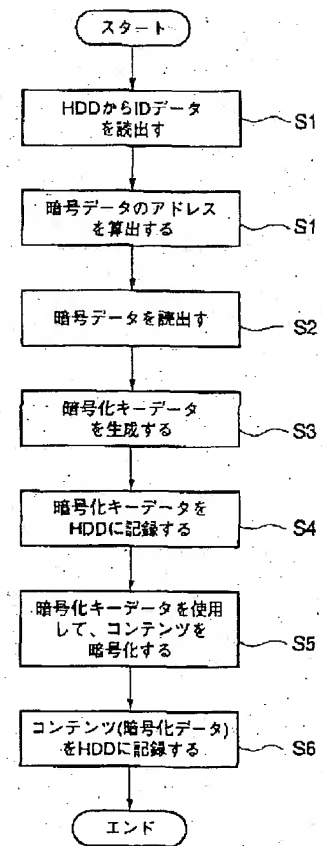 スタート
HDDからIDデータ
を読出す
S1
暗号データのアドレス
を算出する
S1
暗号データを読出す
S2
暗号化キーデータ
を生成する
S3
暗号化キーデータを
HDDに記録する
S4
暗号化キーデータを使用
して、コンテンツを
暗号化する
S5
コンテンツ(暗号化データ)
をHDDに記録する
S6
エンド